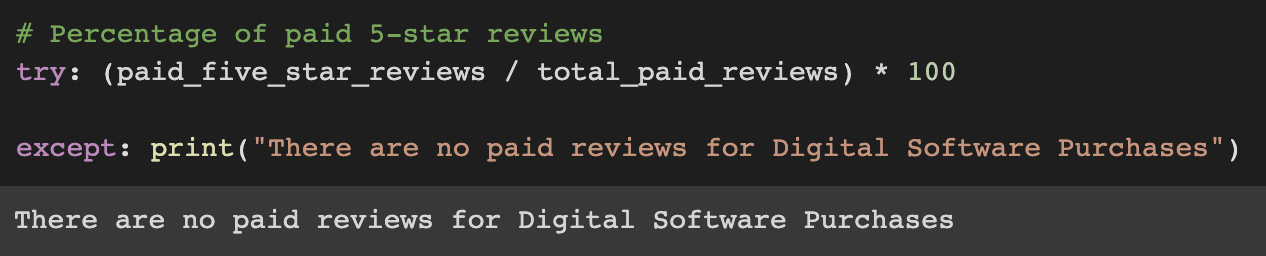 # Percentage of paid 5-star reviews
try: (paid_five_star_reviews / total_paid_reviews) * 100
except: print("There are no paid reviews for Digital Software Purchases")
There are no paid reviews for Digital Software Purchases